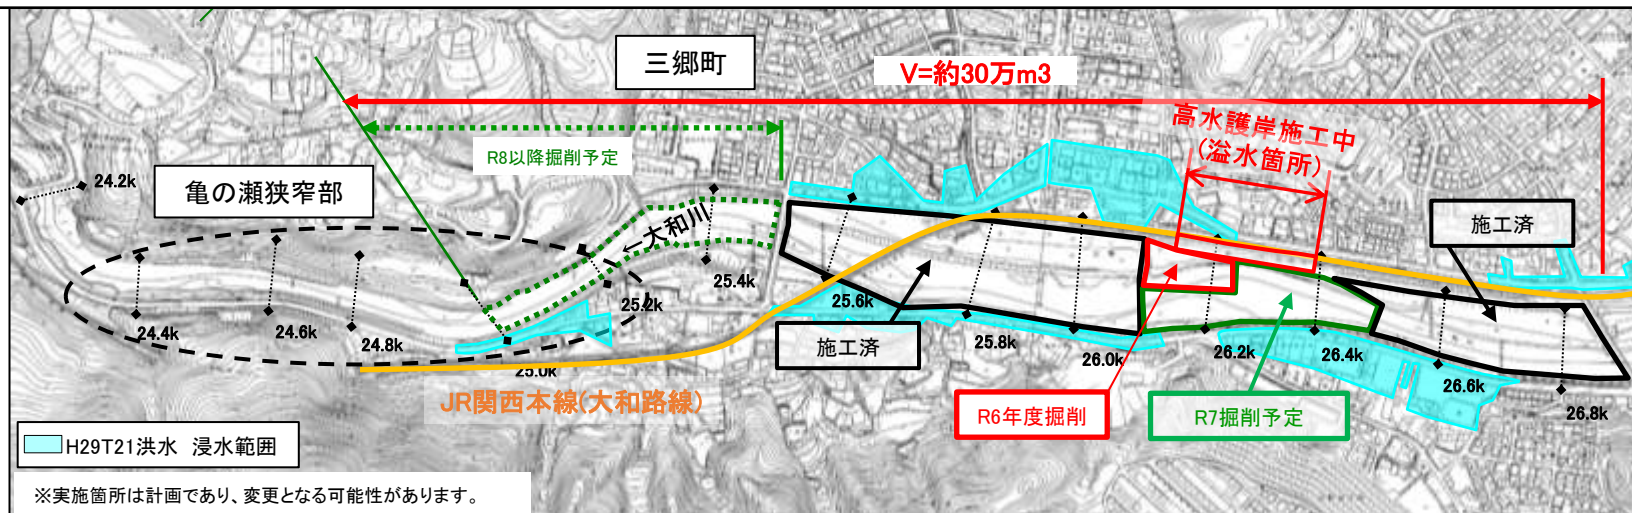 三郷町
V=約30万m3
高水護岸施工中
(溢水箇所)
R8以降掘削予定
亀の瀬狭窄部
←大和川
施工済
24.2k
24.4k
24.6k
24.8k
25.0k
25.2k
25.4k
25.6k
25.8k
26.0k
26.2k
26.4k
26.6k
26.8k
施工済
JR関西本線(大和路線)
R6年度掘削
R7掘削予定
H29T21洪水 浸水範囲
※実施箇所は計画であり、変更となる可能性があります。